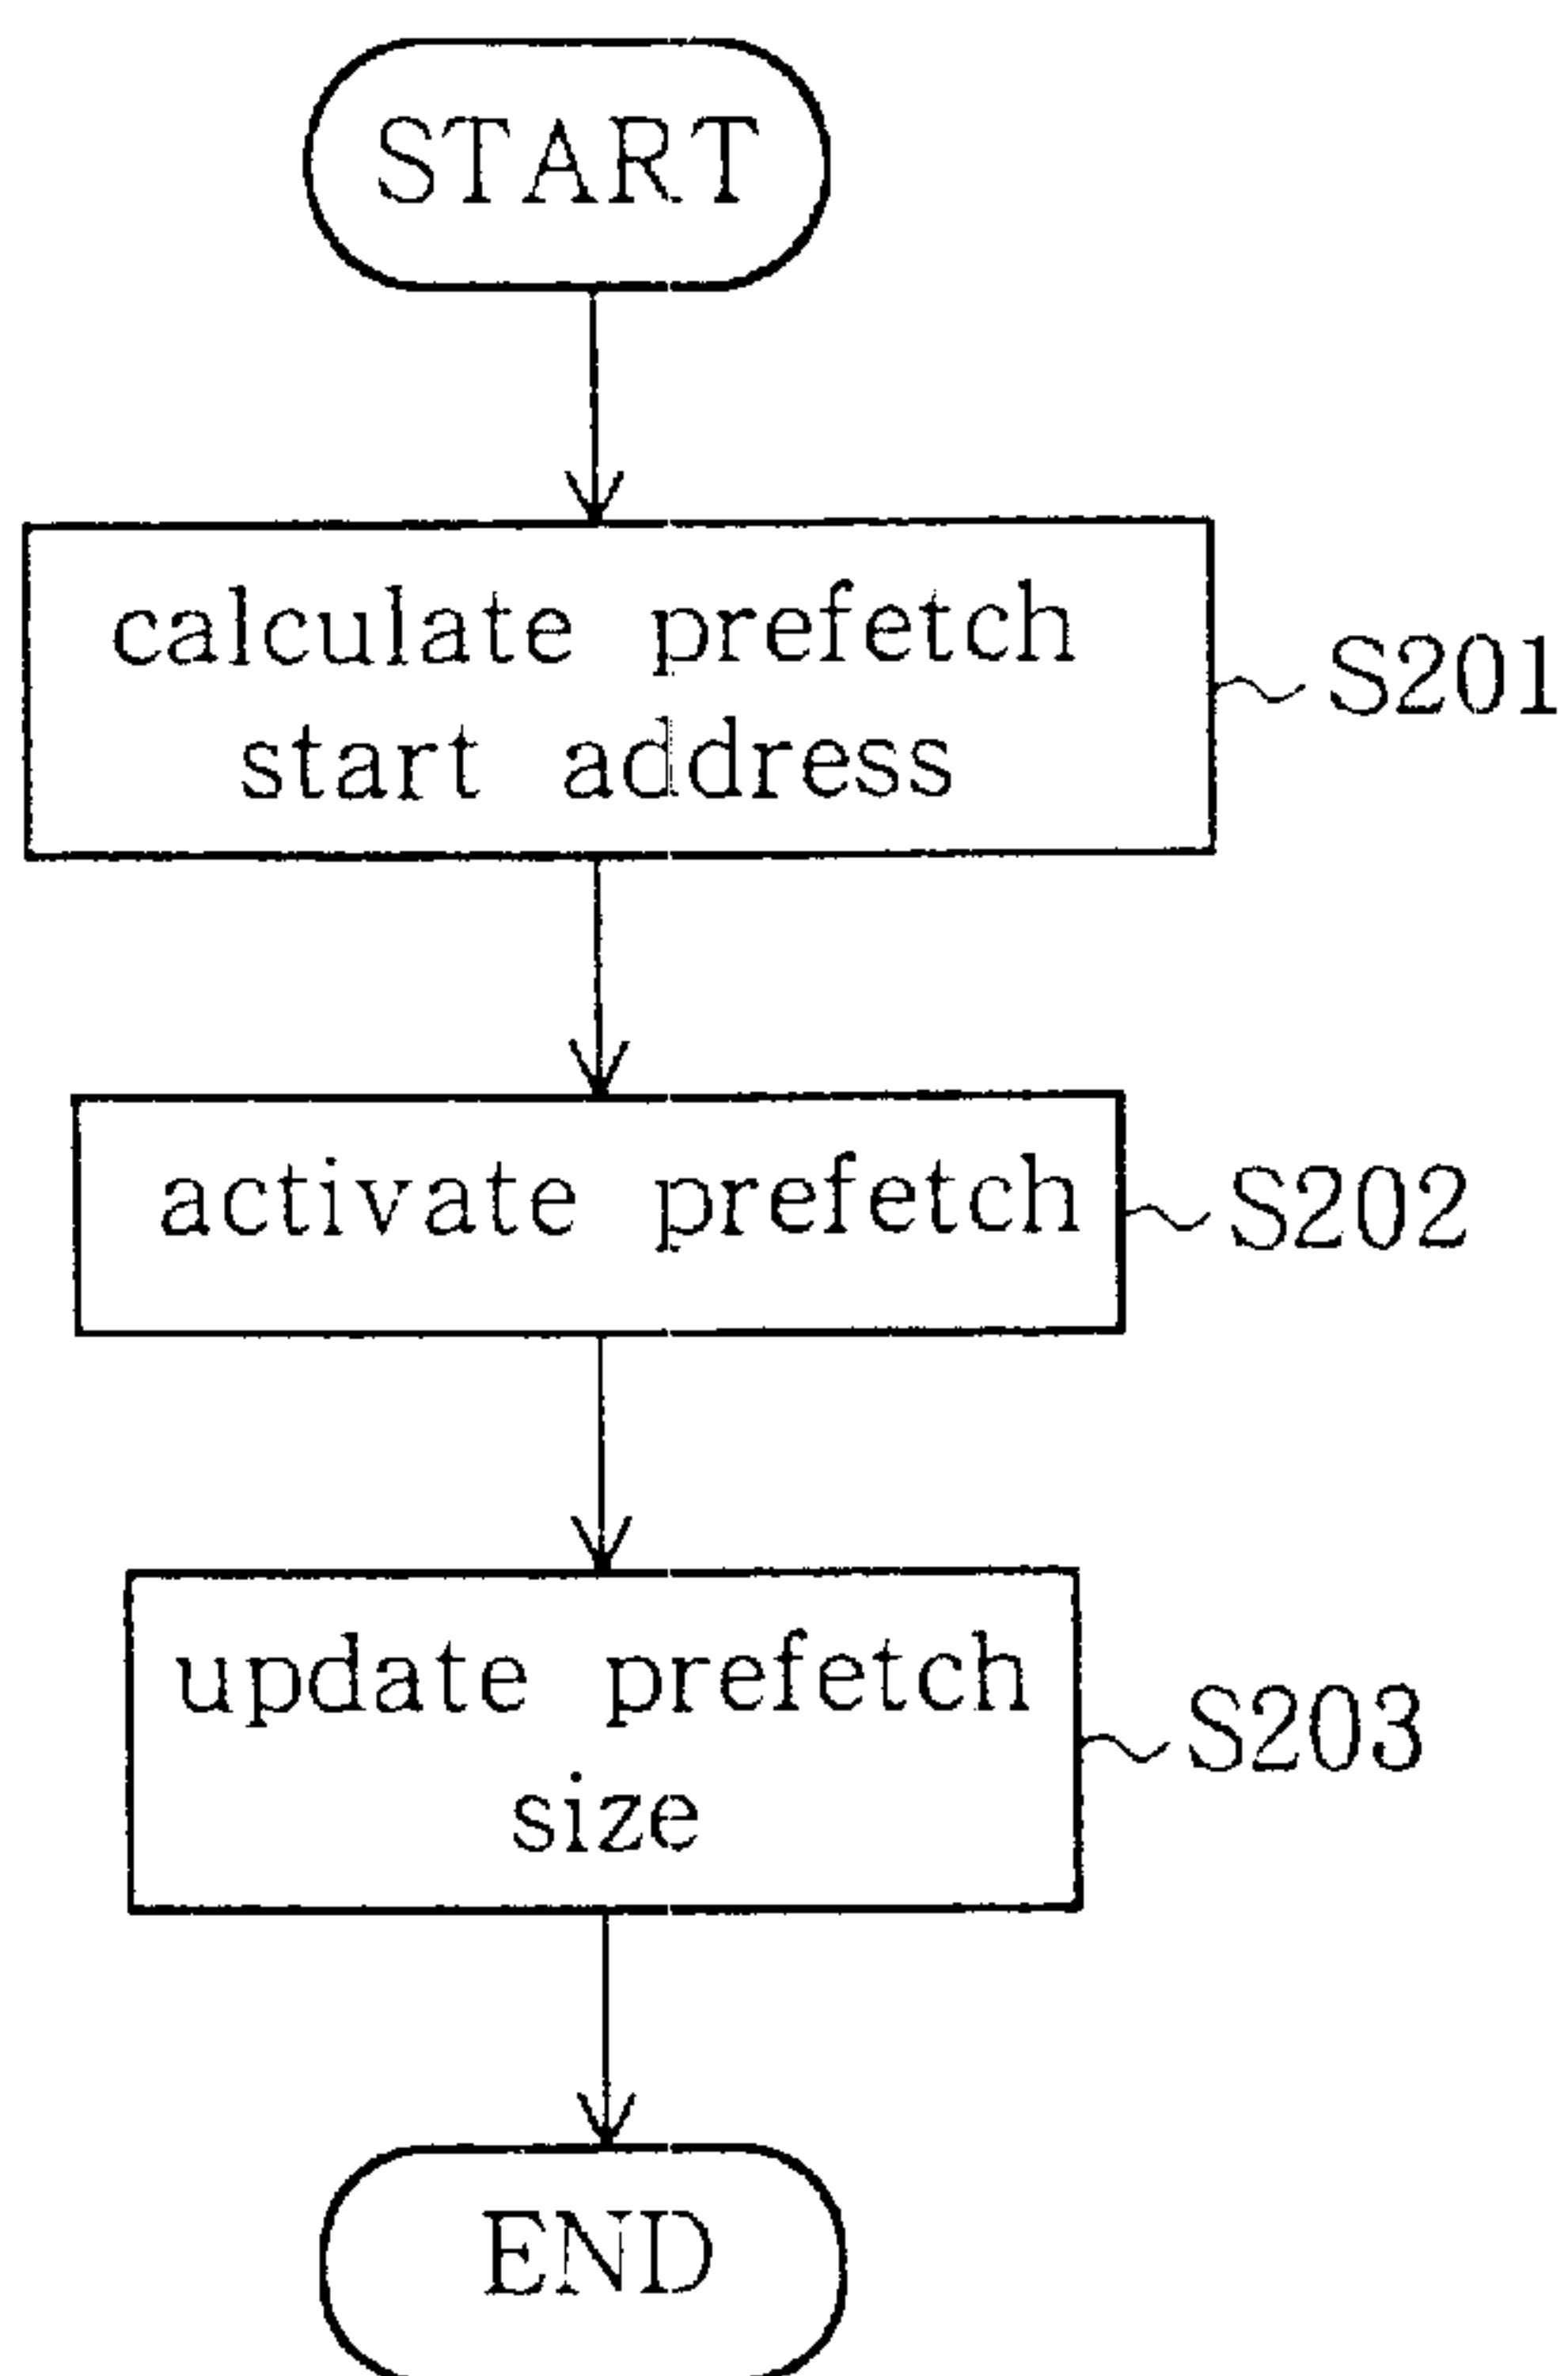 START
calculate prefetch
start address
S201
activate prefetch
S202
update prefetch
size
S203
END